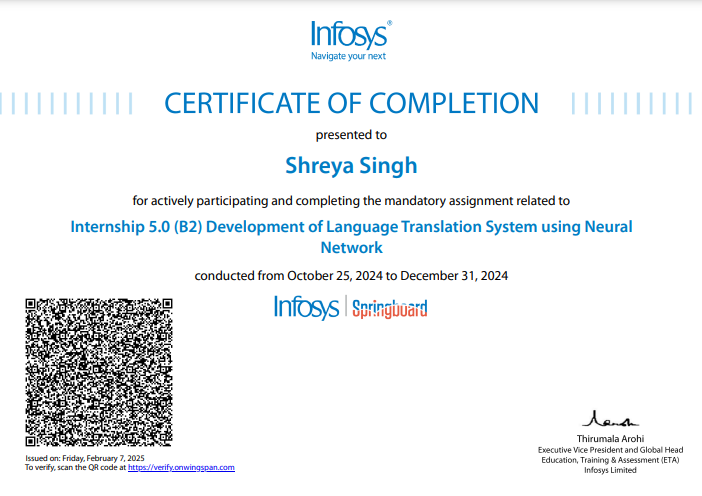 Infosys®
Navigate your next
CERTIFICATE OF COMPLETION
presented to
Shreya Singh
for actively participating and completing the mandatory assignment related to
Internship 5.0 (B2) Development of Language Translation System using Neural
Network
conducted from October 25, 2024 to December 31, 2024
Infosys | Springboard
Issued on: Friday, February 7, 2025
To verify, scan the QR code at https://verify.onwingspan.com
Thirumala Arohi
Executive Vice President and Global Head
Education, Training & Assessment (ETA)
Infosys Limited